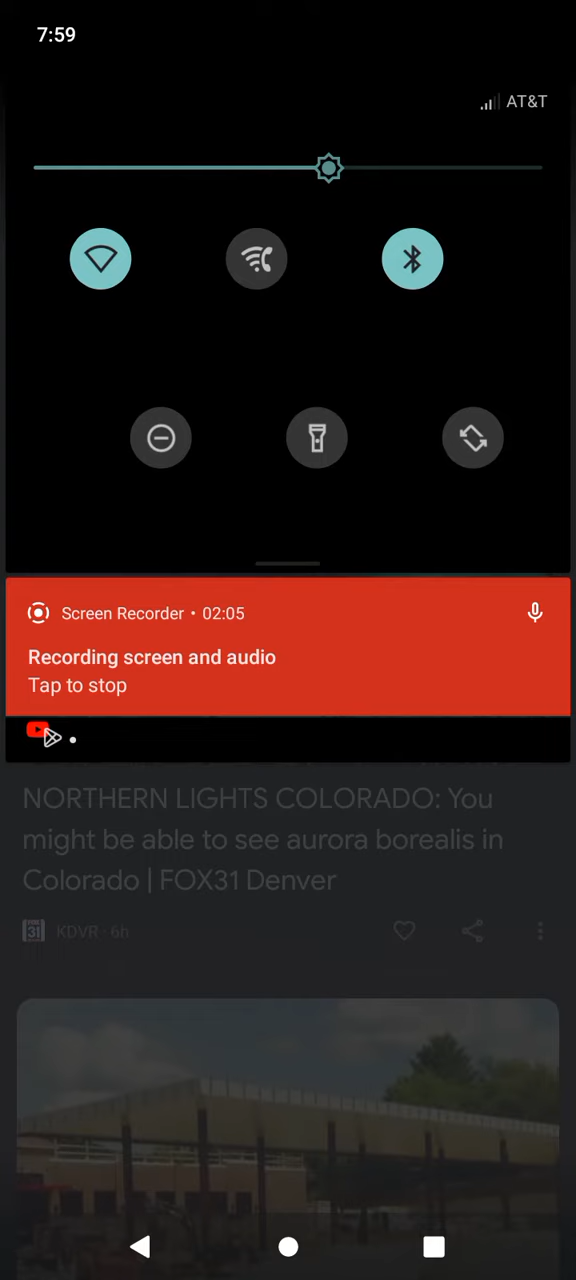 7:59
AT&T
Screen Recorder • 02:05
Recording screen and audio
Tap to stop
NORTHERN LIGHTS COLORADO: You
might be able to see aurora borealis in
Colorado | FOX31 Denver
31 KDVR · 6h